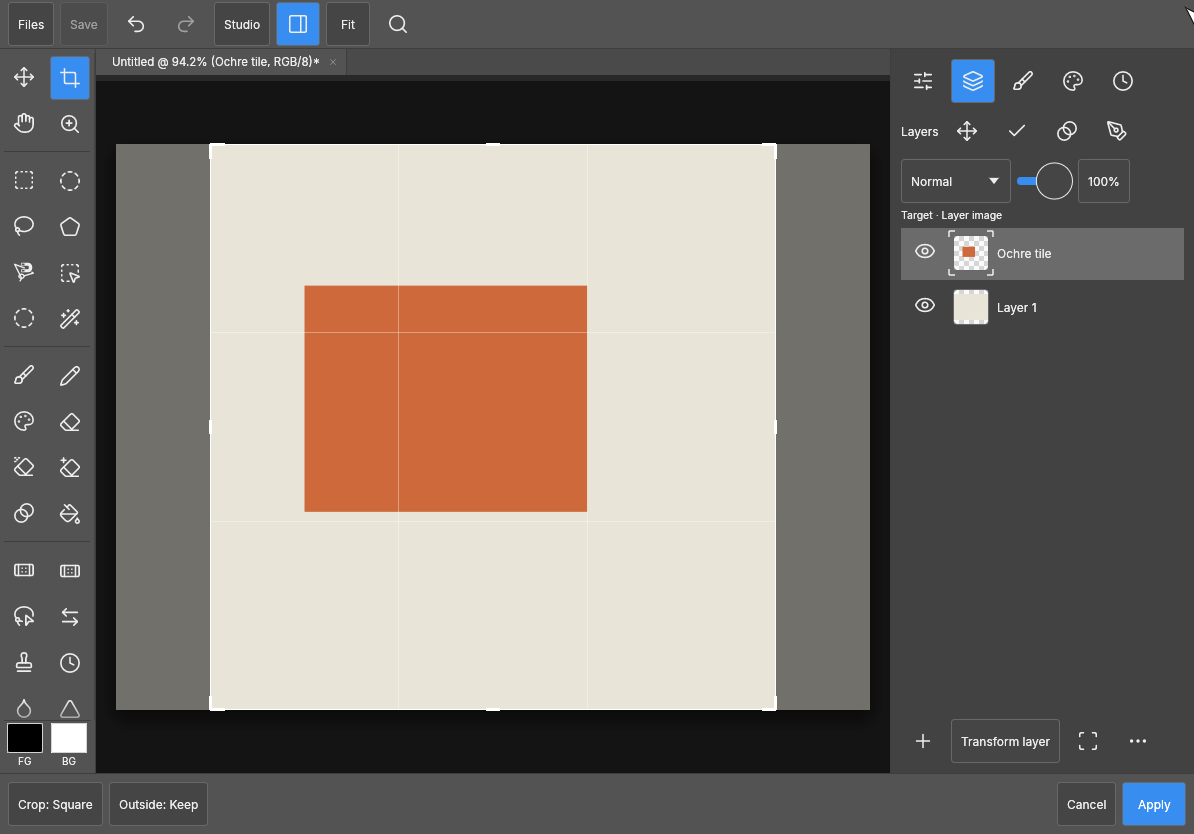 Files Save Studio Fit
Untitled @ 94.2% (Ochre tile, RGB/8)* ×
Layers
Normal 100%
Target · Layer image
Ochre tile
Layer 1
Transform layer
FG BG
Crop: Square Outside: Keep Cancel Apply